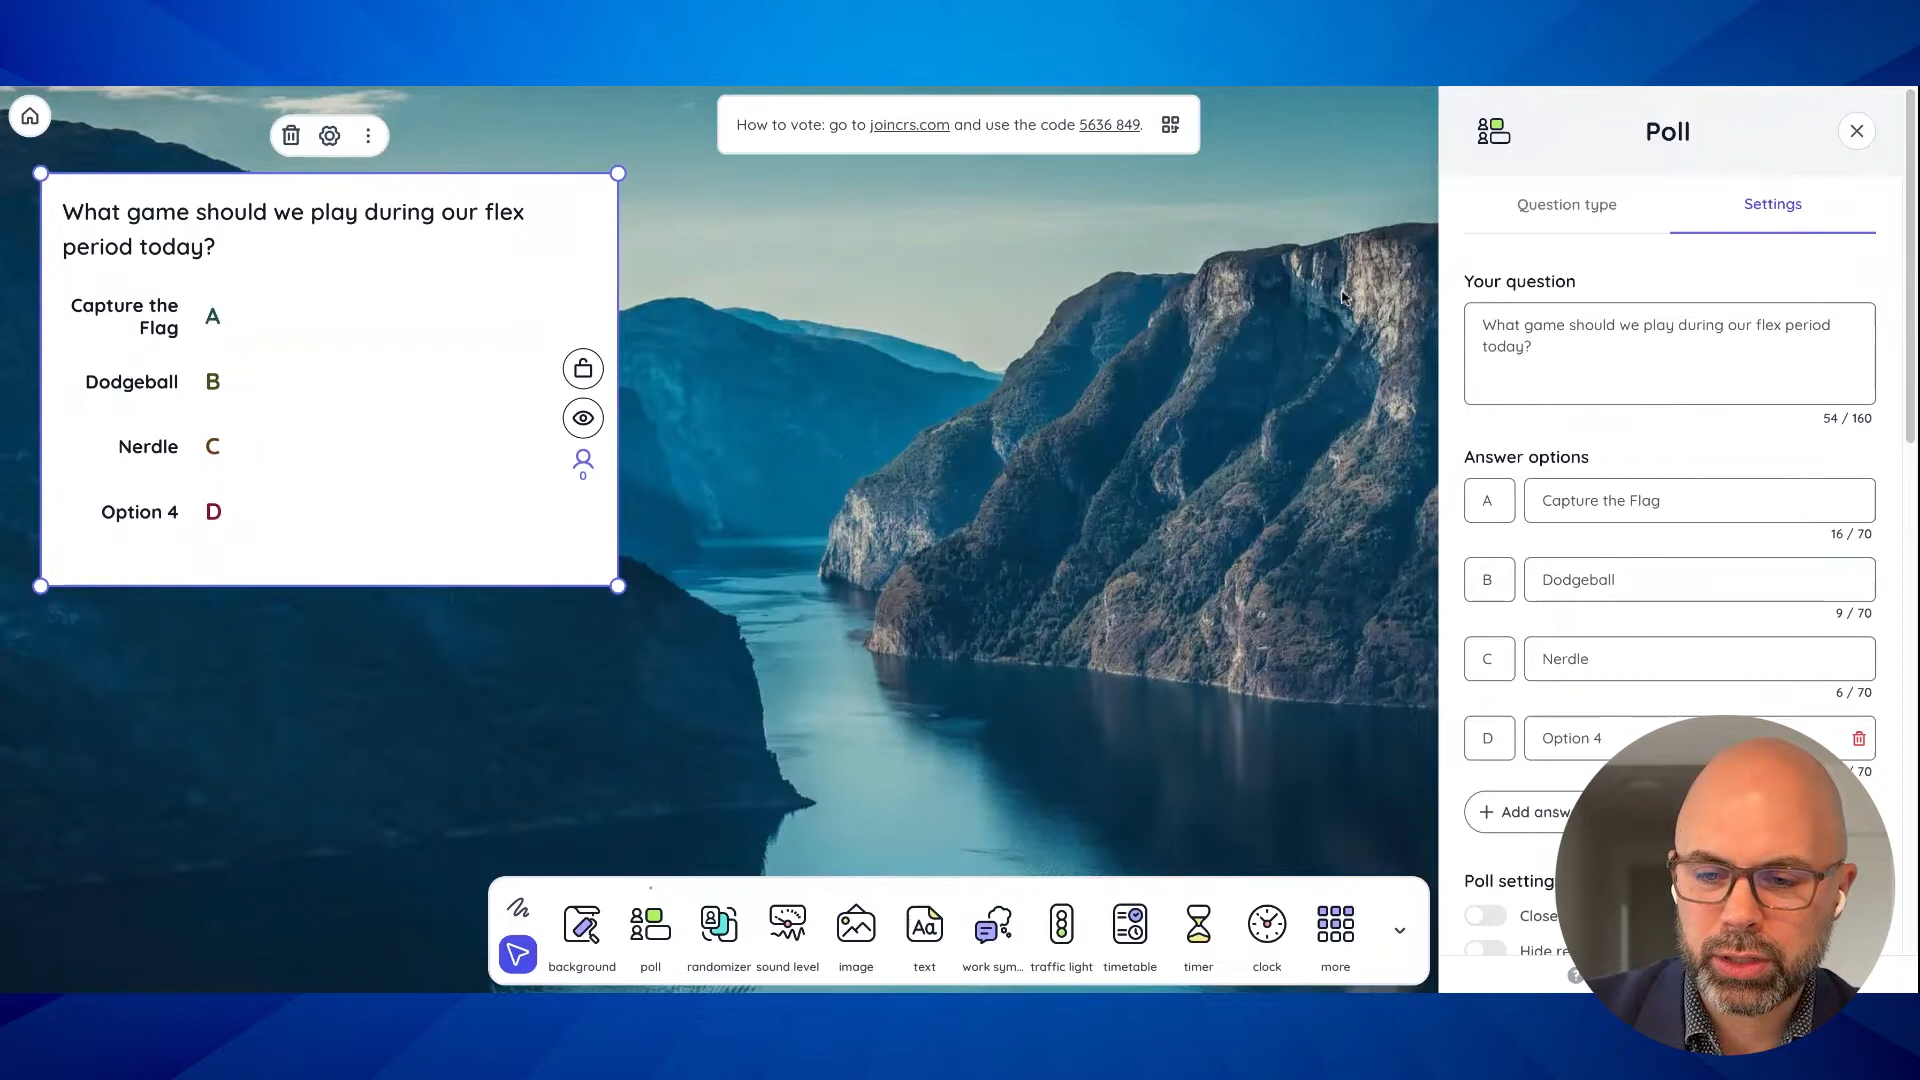 How to vote: go to joincrs.com and use the code 5636 849.
What game should we play during our flex
period today?
Capture the
Flag
A
Dodgeball B
Nerdle C
Option 4 D
0
Poll
Question type Settings
Your question
What game should we play during our flex period
today?
54 / 160
Answer options
A Capture the Flag
16 / 70
B Dodgeball
9 / 70
C Nerdle
6 / 70
D Option 4
/ 70
+ Add answ
Poll setting
Close
Hide re
Aa
background poll randomizer sound level image text work sym... traffic light timetable timer clock more